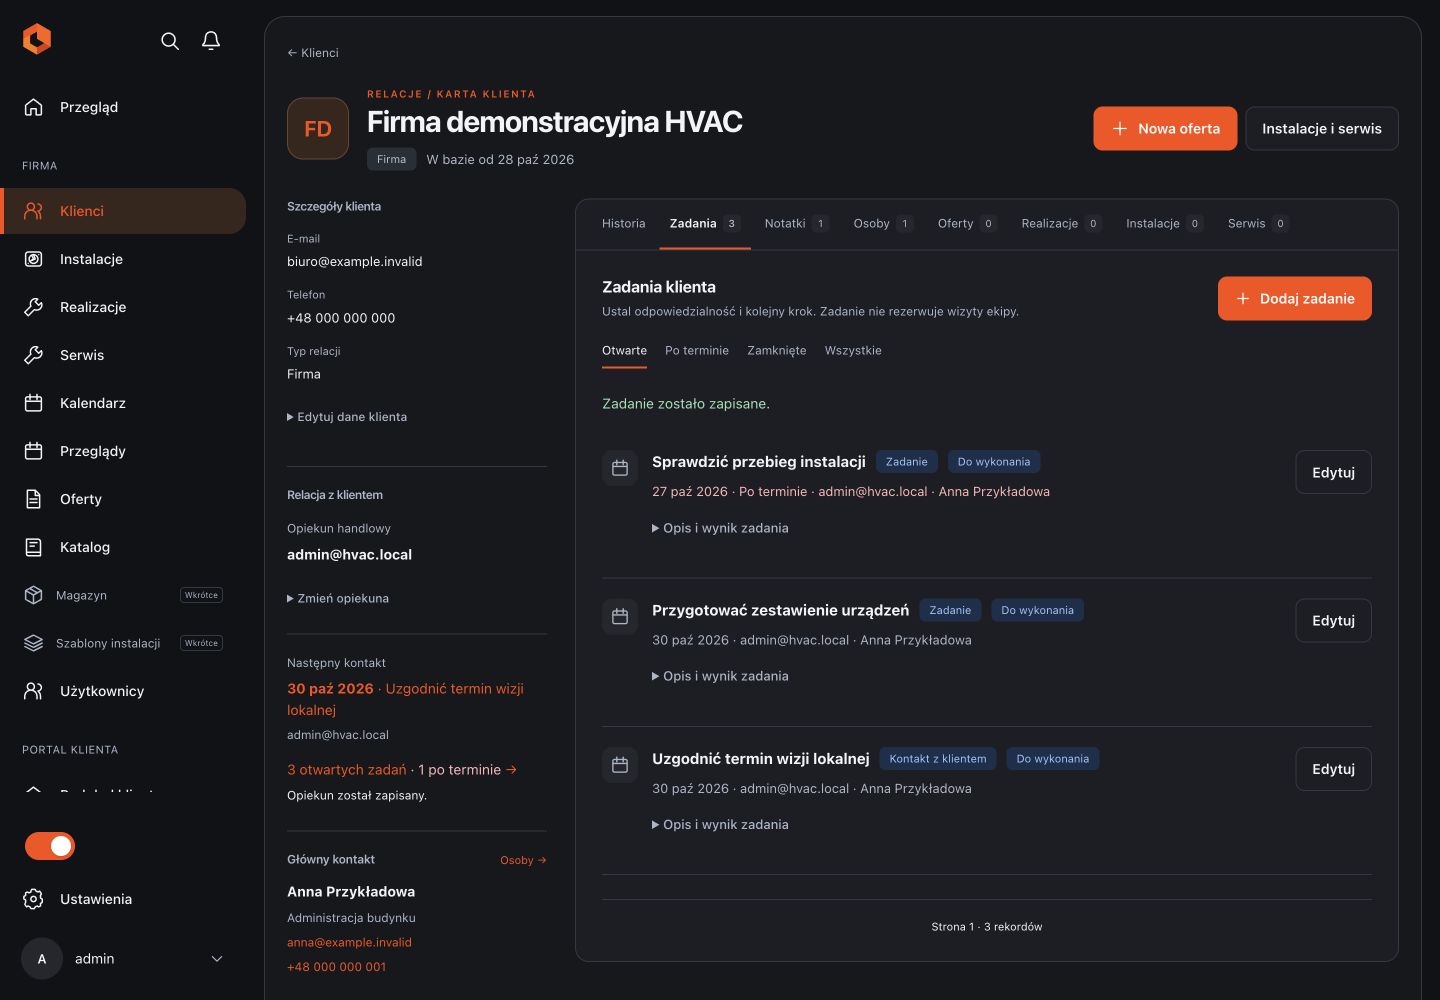 Przegląd
FIRMA
Klienci
Instalacje
Realizacje
Serwis
Kalendarz
Przeglądy
Oferty
Katalog
Magazyn Wkrótce
Szablony instalacji Wkrótce
Użytkownicy
PORTAL KLIENTA
Ustawienia
A admin
← Klienci
FD
RELACJE / KARTA KLIENTA
Firma demonstracyjna HVAC
Firma W bazie od 28 paź 2026
+ Nowa oferta
Instalacje i serwis
Szczegóły klienta
E-mail
biuro@example.invalid
Telefon
+48 000 000 000
Typ relacji
Firma
▶ Edytuj dane klienta
Relacja z klientem
Opiekun handlowy
admin@hvac.local
▶ Zmień opiekuna
Następny kontakt
30 paź 2026 · Uzgodnić termin wizji
lokalnej
admin@hvac.local
3 otwartych zadań · 1 po terminie →
Opiekun został zapisany.
Główny kontakt Osoby →
Anna Przykładowa
Administracja budynku
anna@example.invalid
+48 000 000 001
Historia Zadania 3 Notatki 1 Osoby 1 Oferty 0 Realizacje 0 Instalacje 0 Serwis 0
Zadania klienta
Ustal odpowiedzialność i kolejny krok. Zadanie nie rezerwuje wizyty ekipy.
+ Dodaj zadanie
Otwarte Po terminie Zamknięte Wszystkie
Zadanie zostało zapisane.
Sprawdzić przebieg instalacji Zadanie Do wykonania
27 paź 2026 · Po terminie · admin@hvac.local · Anna Przykładowa
▶ Opis i wynik zadania
Edytuj
Przygotować zestawienie urządzeń Zadanie Do wykonania
30 paź 2026 · admin@hvac.local · Anna Przykładowa
▶ Opis i wynik zadania
Edytuj
Uzgodnić termin wizji lokalnej Kontakt z klientem Do wykonania
30 paź 2026 · admin@hvac.local · Anna Przykładowa
▶ Opis i wynik zadania
Edytuj
Strona 1 · 3 rekordów